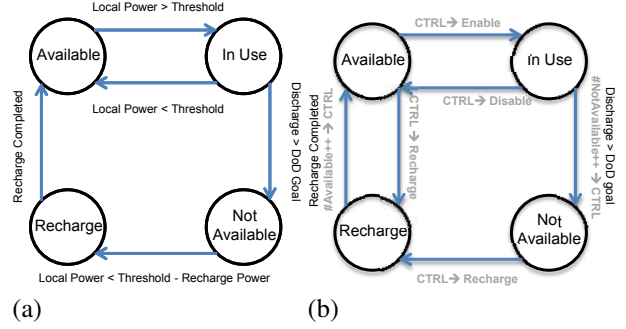 Local Power > Threshold
Available
In Use
Local Power < Threshold
Recharge Completed
Discharge > DoD Goal
Recharge
Not
Available
Local Power < Threshold - Recharge Power
(a)
CTRL→ Enable
Available
In Use
CTRL→ Disable
Recharge Completed
#Available++ → CTRL
CTRL → Recharge
Discharge > DoD goal
#NotAvailable++ → CTRL
Recharge
Not
Available
CTRL→ Recharge
(b)